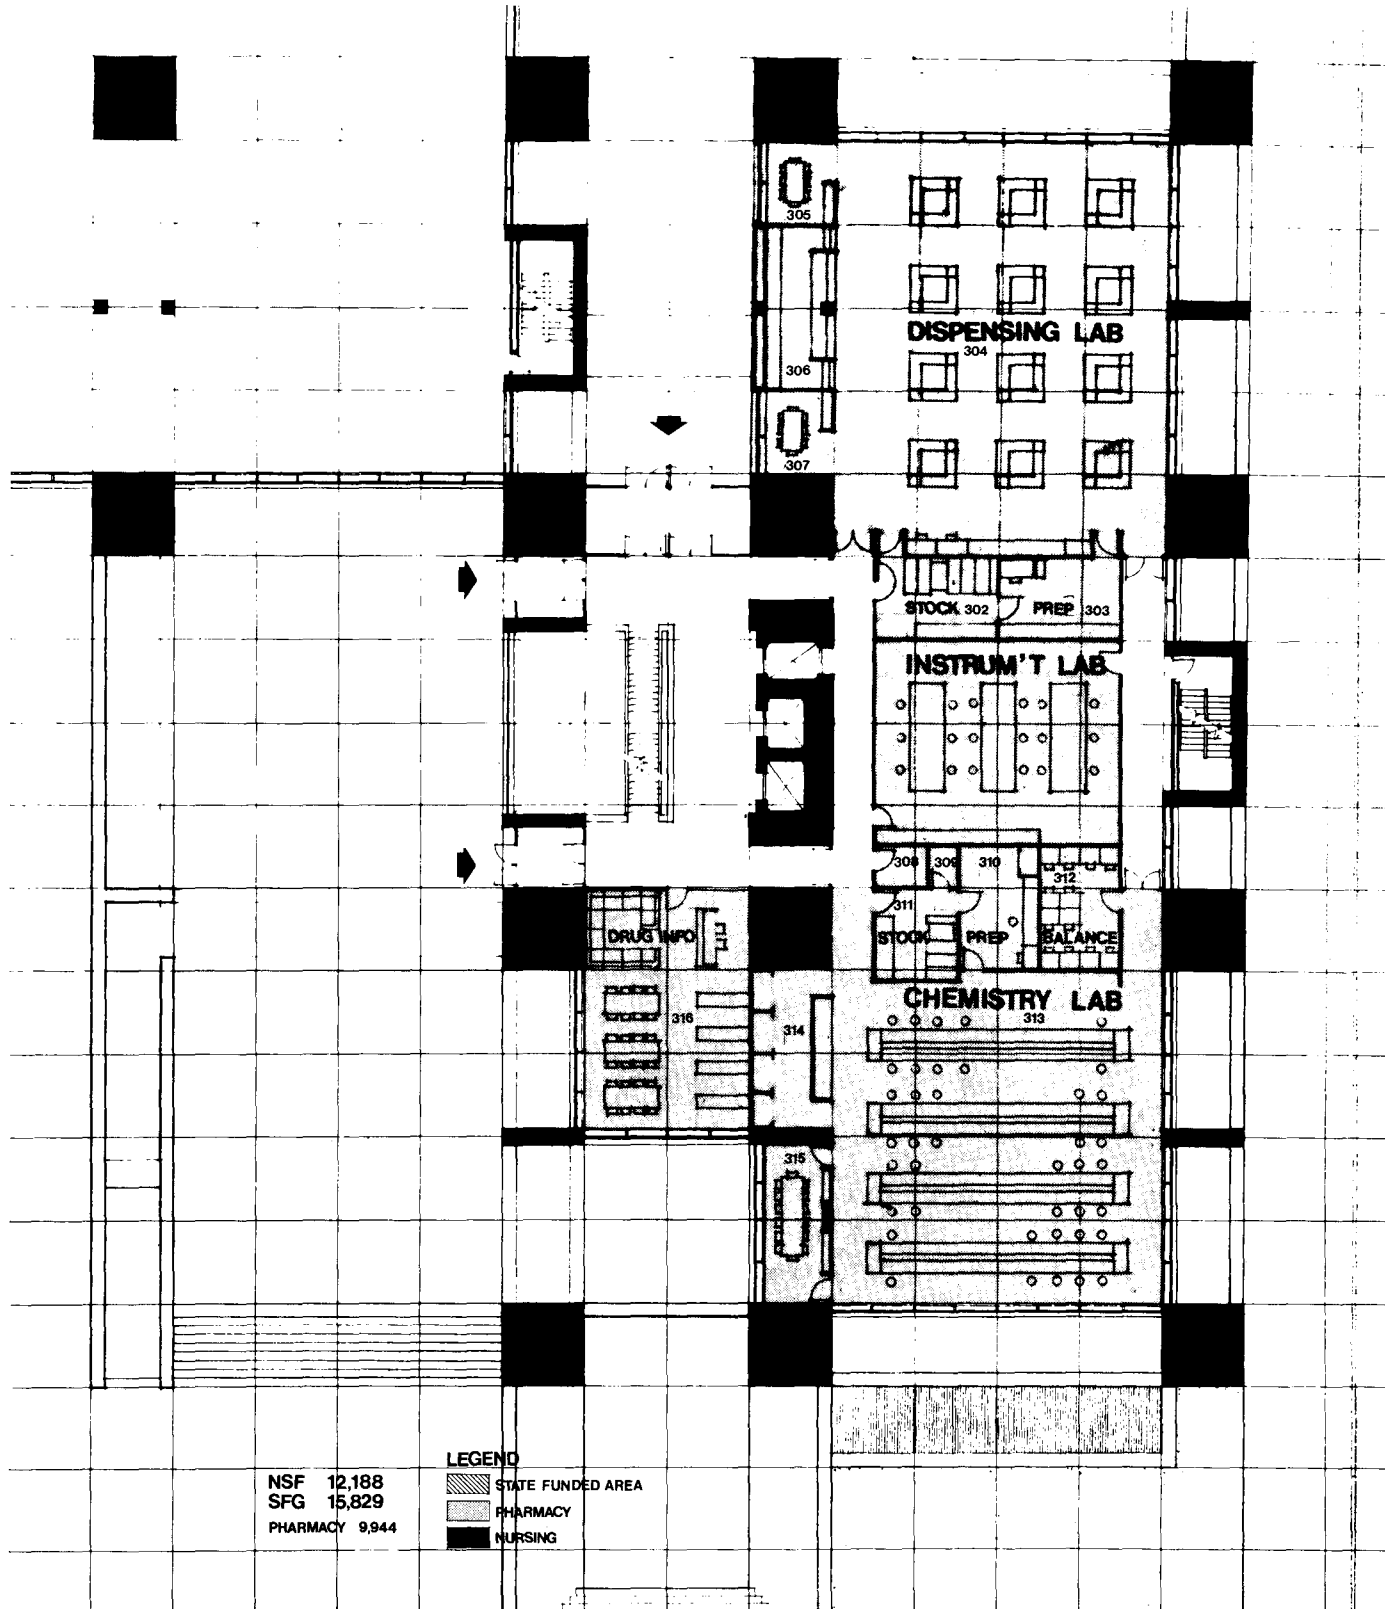 305
DISPENSING LAB
304
306
307
STOCK 302
PREP 303
INSTRUM'T LAB
308
309
310
312
311
DRUG INFO
STOCK
PREP
BALANCE
CHEMISTRY LAB
313
316
314
315
LEGEND
NSF 12,188
SFG 15,829
PHARMACY 9,944
STATE FUNDED AREA
PHARMACY
NURSING